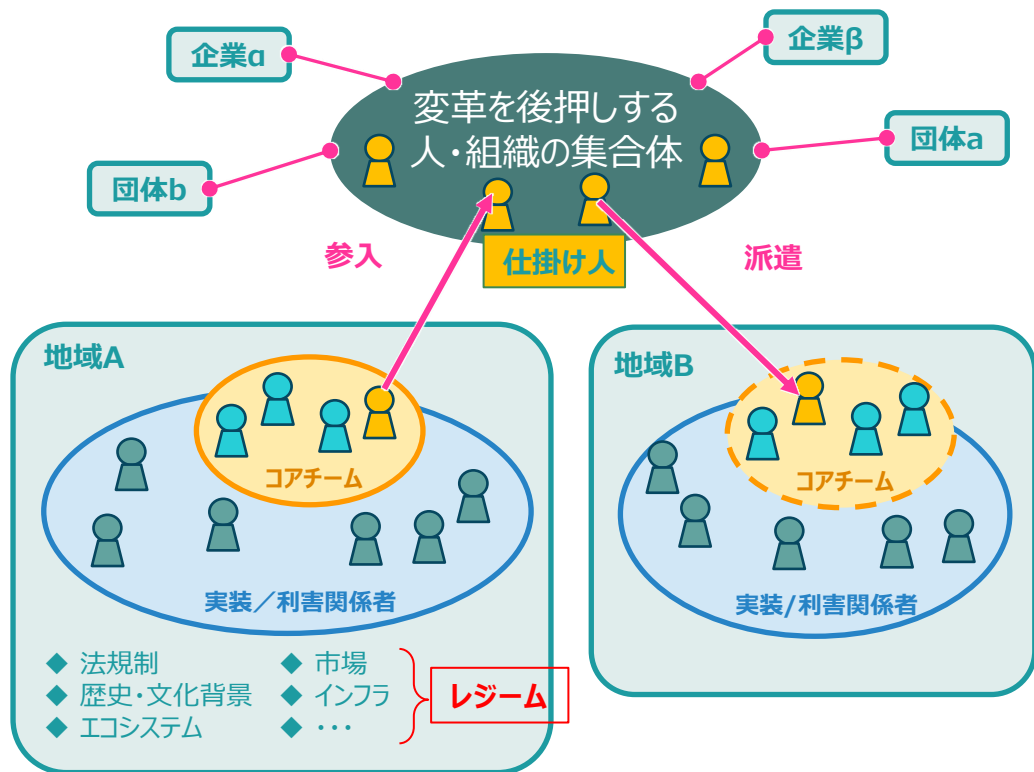 企業α
企業β
変革を後押しする
人・組織の集合体
団体a
団体b
参入
仕掛け人
派遣
地域A
コアチーム
実装／利害関係者
◆ 法規制
◆ 歴史・文化背景
◆ エコシステム
◆ 市場
◆ インフラ
◆ ・・・
レジーム
地域B
コアチーム
実装/利害関係者